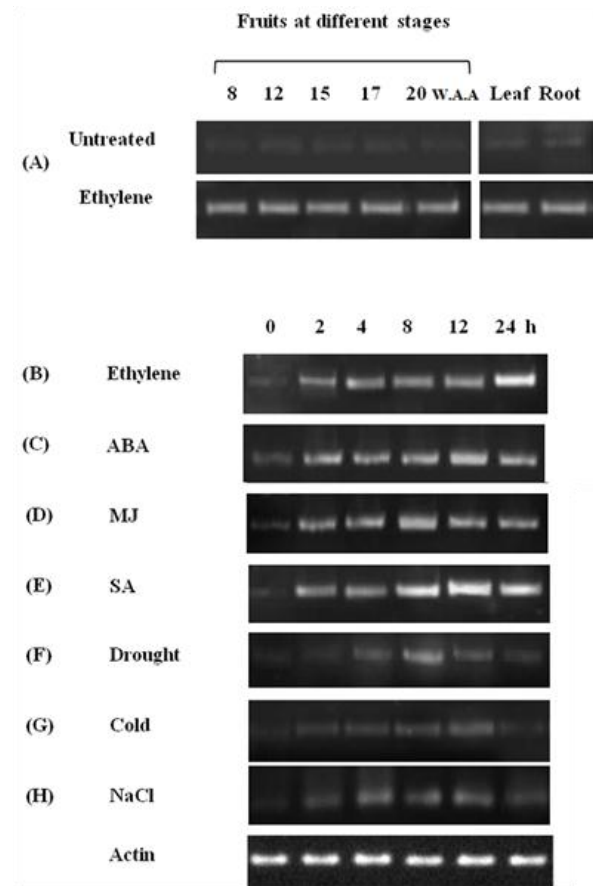 Fruits at different stages
8 12 15 17 20 W.A.A Leaf Root
Untreated
(A)
Ethylene
0 2 4 8 12 24 h
(B) Ethylene
(C) ABA
(D) MJ
(E) SA
(F) Drought
(G) Cold
(H) NaCl
Actin